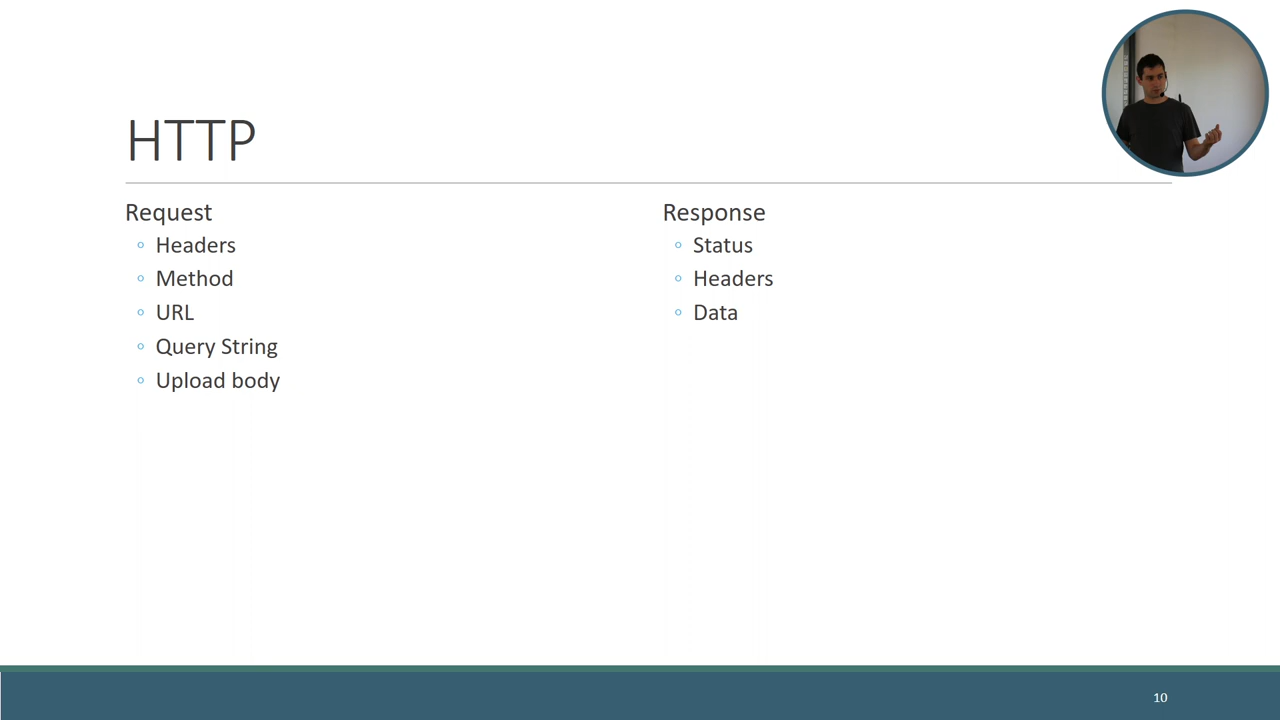 HTTP
Request
Headers
Method
URL
Query String
Upload body
Response
Status
Headers
Data
10